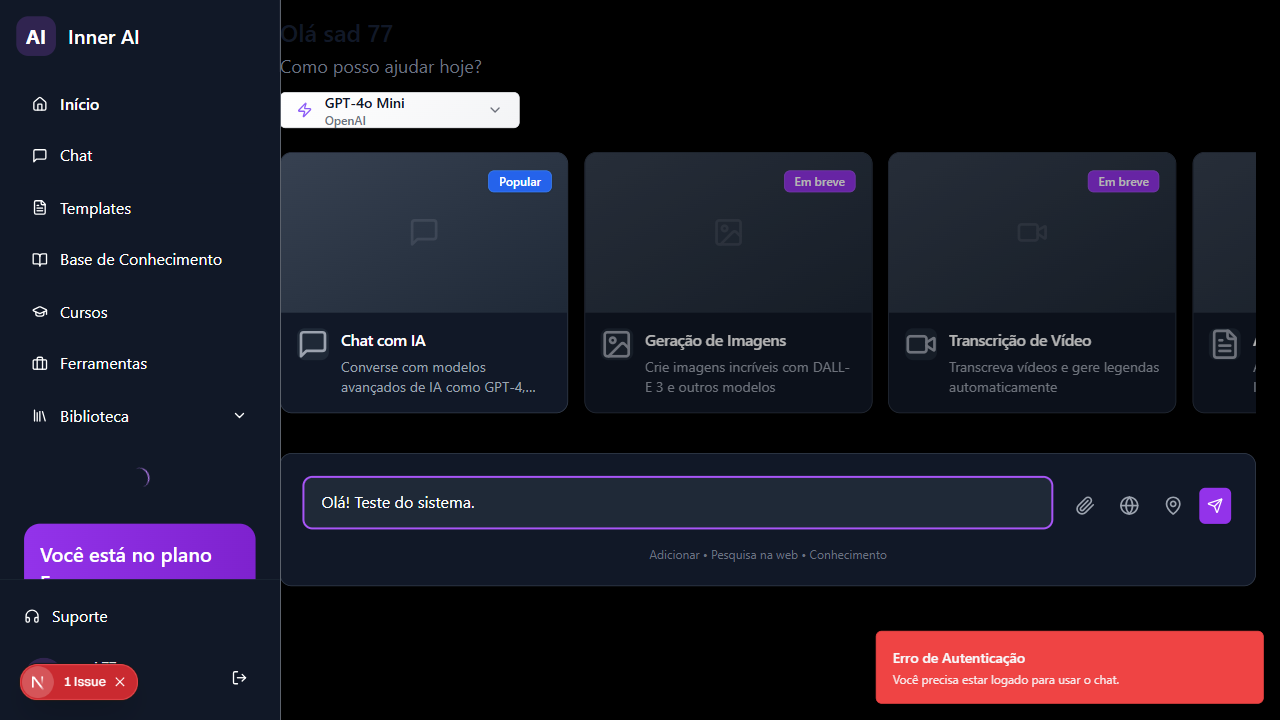 AI Inner AI
Início
Chat
Templates
Base de Conhecimento
Cursos
Ferramentas
Biblioteca
Você está no plano
Suporte
N 1 Issue
Olá sad 77
Como posso ajudar hoje?
GPT-4o Mini
OpenAI
Popular
Chat com IA
Converse com modelos
avançados de IA como GPT-4,...
Em breve
Geração de Imagens
Crie imagens incríveis com DALL-
E 3 e outros modelos
Em breve
Transcrição de Vídeo
Transcreva vídeos e gere legendas
automaticamente
Olá! Teste do sistema.
Adicionar • Pesquisa na web • Conhecimento
Erro de Autenticação
Você precisa estar logado para usar o chat.